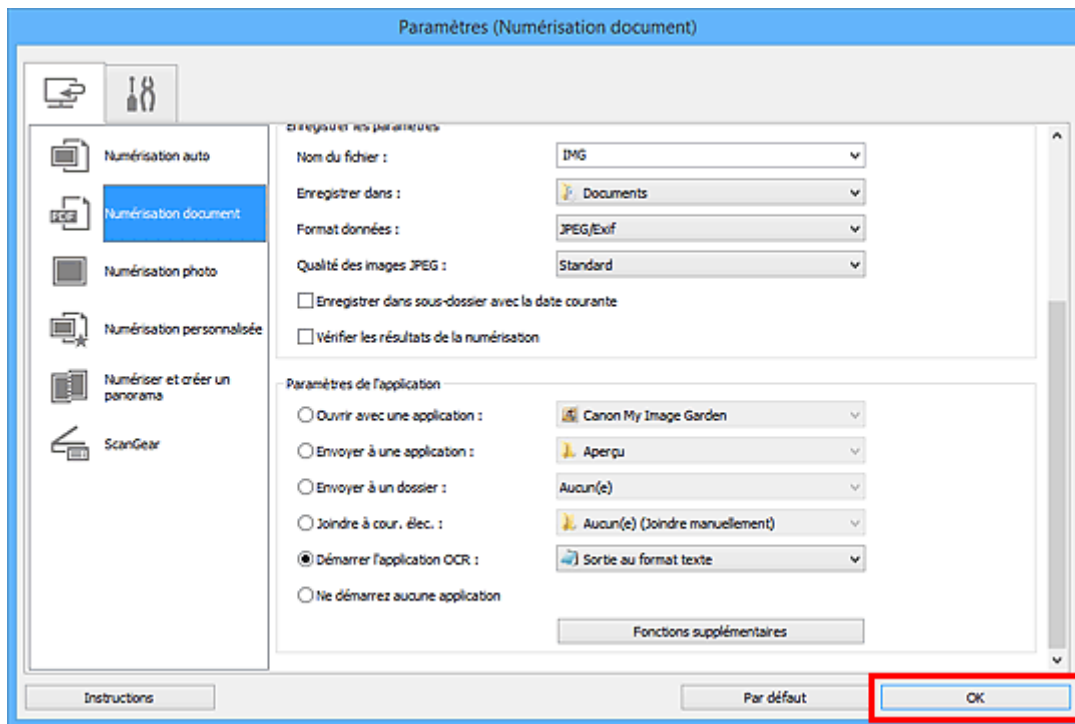 Paramètres (Numérisation document)
Enregistrer les paramètres
Numérisation auto
Numérisation document
Numérisation photo
Numérisation personnalisée
Numériser et créer un
panorama
ScanGear
Nom du fichier : IMG
Enregistrer dans : Documents
Format données : JPEG/Exif
Qualité des images JPEG : Standard
Enregistrer dans sous-dossier avec la date courante
Vérifier les résultats de la numérisation
Paramètres de l'application
Ouvrir avec une application : Canon My Image Garden
Envoyer à une application : Aperçu
Envoyer à un dossier : Aucun(e)
Joindre à cour. élec. : Aucun(e) (Joindre manuellement)
Démarrer l'application OCR : Sortie au format texte
Ne démarrez aucune application
Fonctions supplémentaires
Instructions
Par défaut
OK